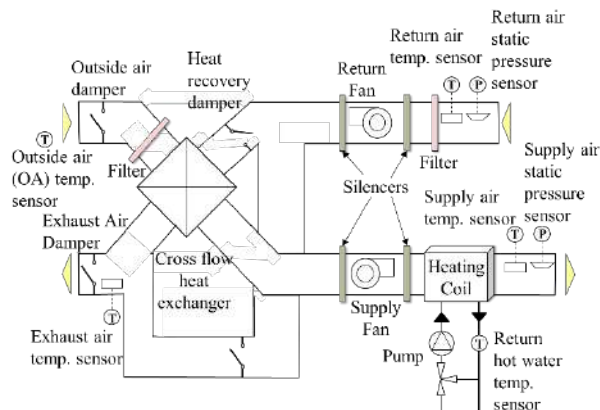 Outside air
damper
Heat
recovery
damper
Return
Fan
Return air
temp. sensor
Return air
static
pressure
sensor
T
P
T
Outside air
(OA) temp.
sensor
Filter
Filter
Silencers
Supply air
temp. sensor
Supply air
static
pressure
sensor
T
P
Exhaust Air
Damper
Cross flow
heat
exchanger
Heating
Coil
Supply
Fan
T
Exhaust air
temp. sensor
Pump
T
Return
hot water
temp.
sensor